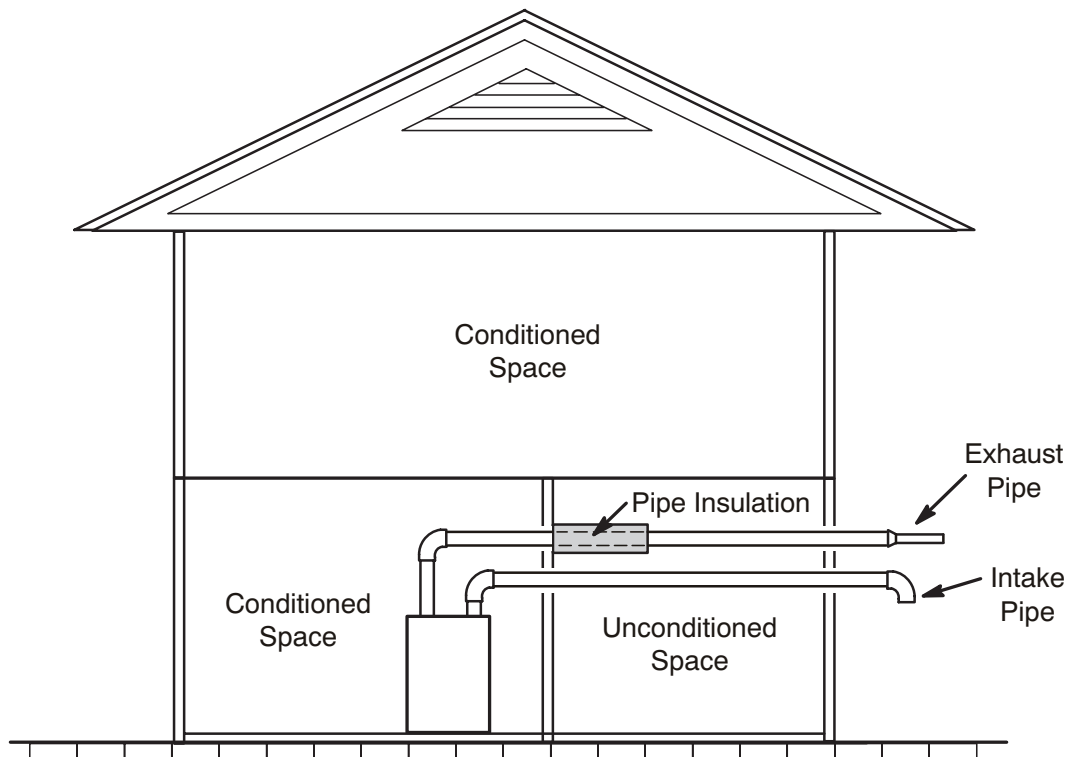 Conditioned
Space
Exhaust
Pipe
Pipe Insulation
Intake
Pipe
Conditioned
Space
Unconditioned
Space